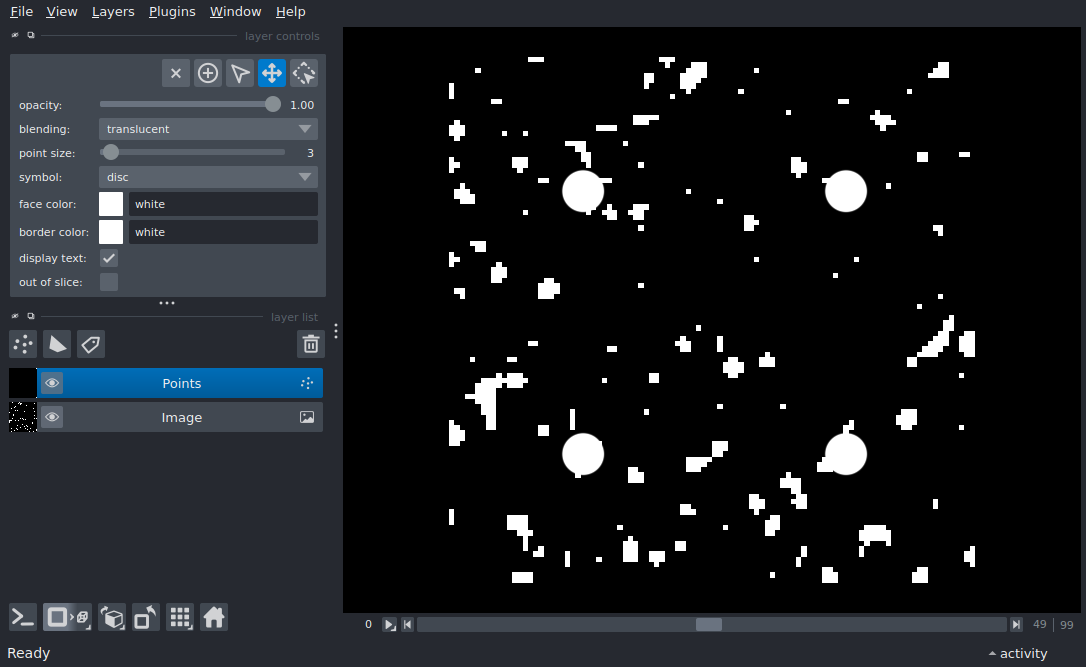 File View Layers Plugins Window Help
layer controls
opacity: 1.00
blending: translucent
point size: 3
symbol: disc
face color: white
border color: white
display text:
out of slice:
layer list
Points
Image
0 49 99
Ready activity